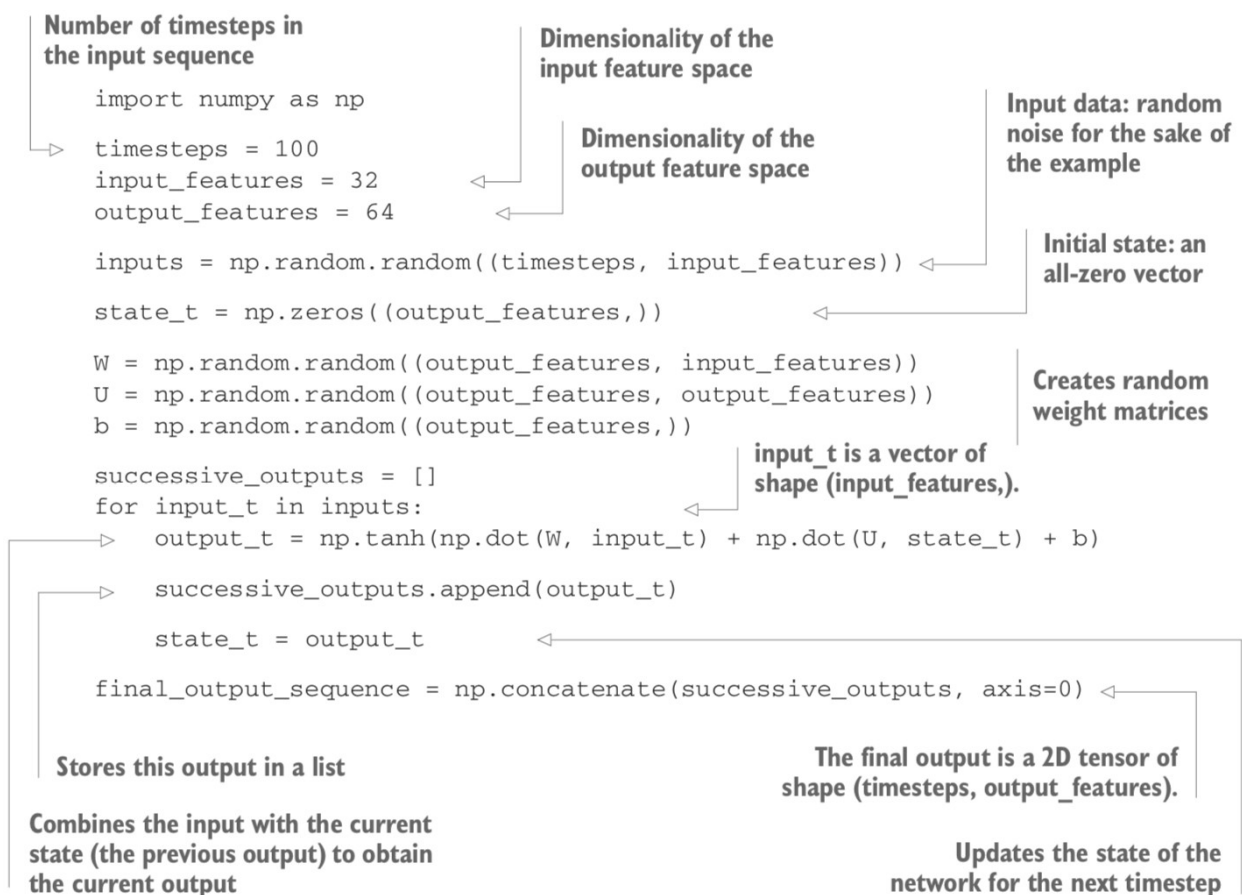 Number of timesteps in
the input sequence
Dimensionality of the
input feature space
import numpy as np
Input data: random
noise for the sake of
the example
Dimensionality of the
output feature space
timesteps = 100
input_features = 32
output_features = 64
Initial state: an
all-zero vector
inputs = np.random.random((timesteps, input_features))
state_t = np.zeros((output_features,))
W = np.random.random((output_features, input_features))
U = np.random.random((output_features, output_features))
b = np.random.random((output_features,))
Creates random
weight matrices
input_t is a vector of
shape (input_features,).
successive_outputs = []
for input_t in inputs:
output_t = np.tanh(np.dot(W, input_t) + np.dot(U, state_t) + b)
successive_outputs.append(output_t)
state_t = output_t
final_output_sequence = np.concatenate(successive_outputs, axis=0)
Stores this output in a list
The final output is a 2D tensor of
shape (timesteps, output_features).
Combines the input with the current
state (the previous output) to obtain
the current output
Updates the state of the
network for the next timestep